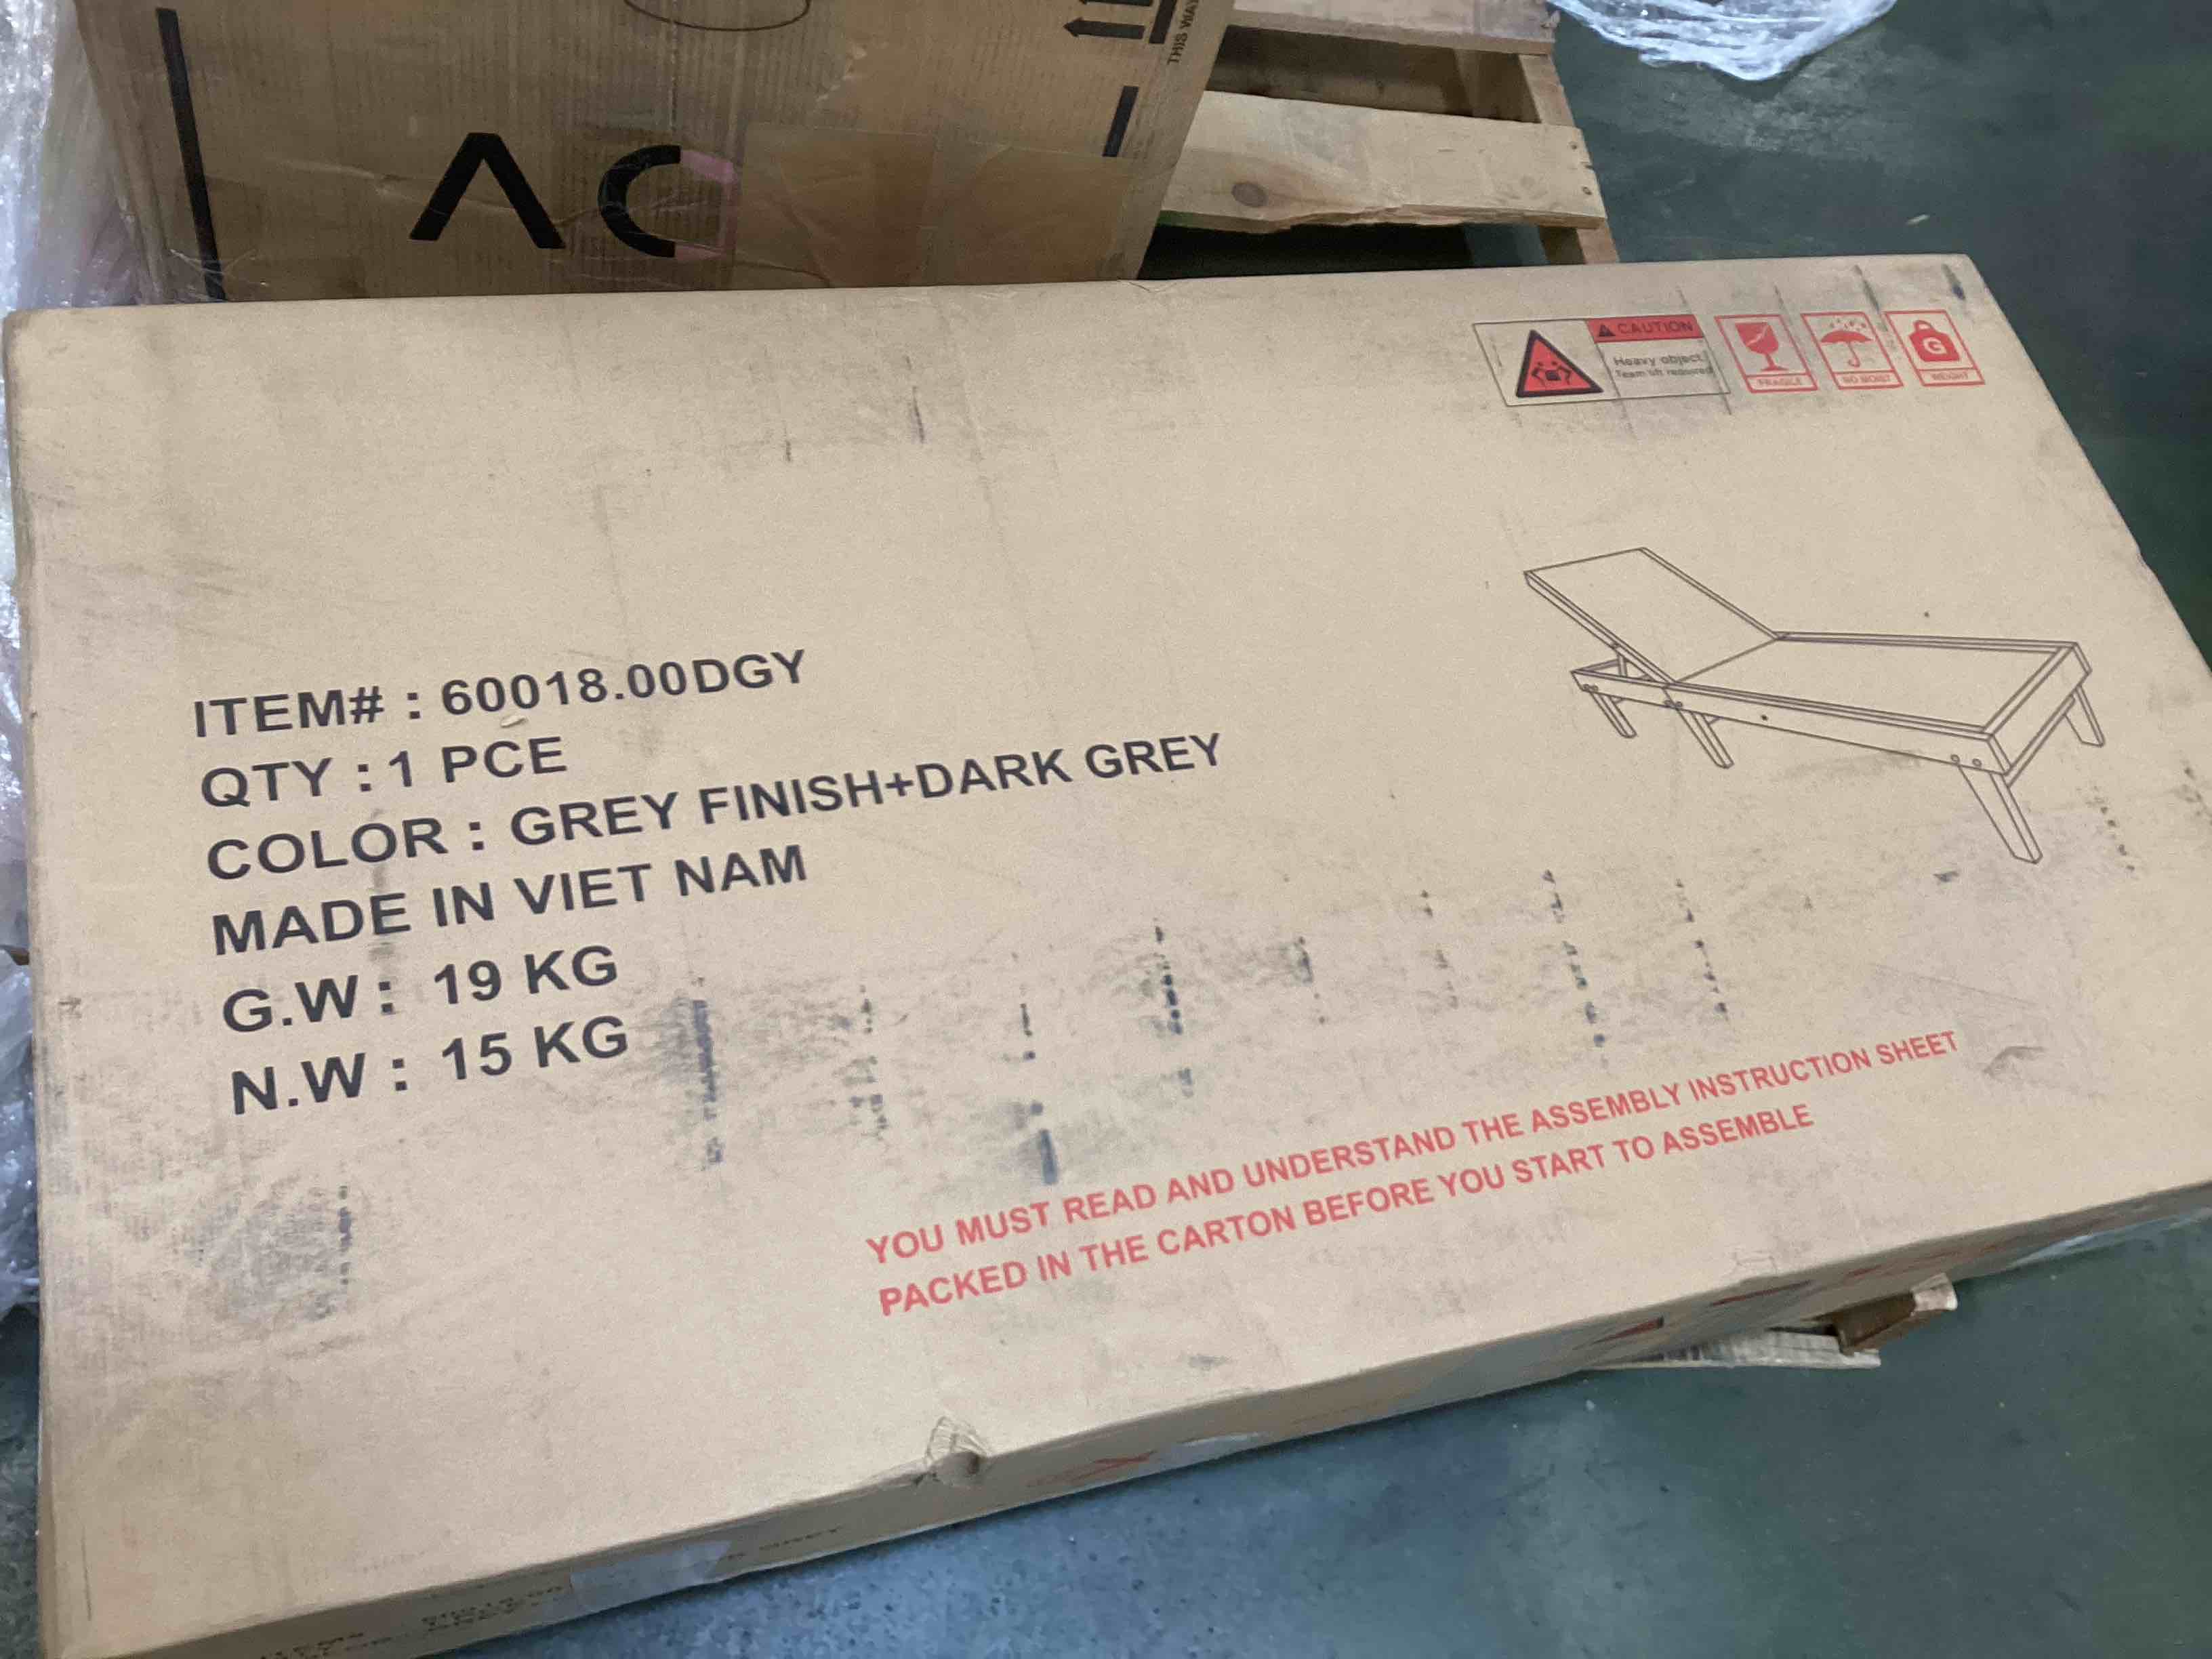 THIS WAY
CAUTION
Heavy object.
Team lift required
FRAGILE
NO MOIST
WEIGHT
ITEM# : 60018.00DGY
QTY : 1 PCE
COLOR : GREY FINISH+DARK GREY
MADE IN VIET NAM
G.W : 19 KG
N.W : 15 KG
YOU MUST READ AND UNDERSTAND THE ASSEMBLY INSTRUCTION SHEET
PACKED IN THE CARTON BEFORE YOU START TO ASSEMBLE